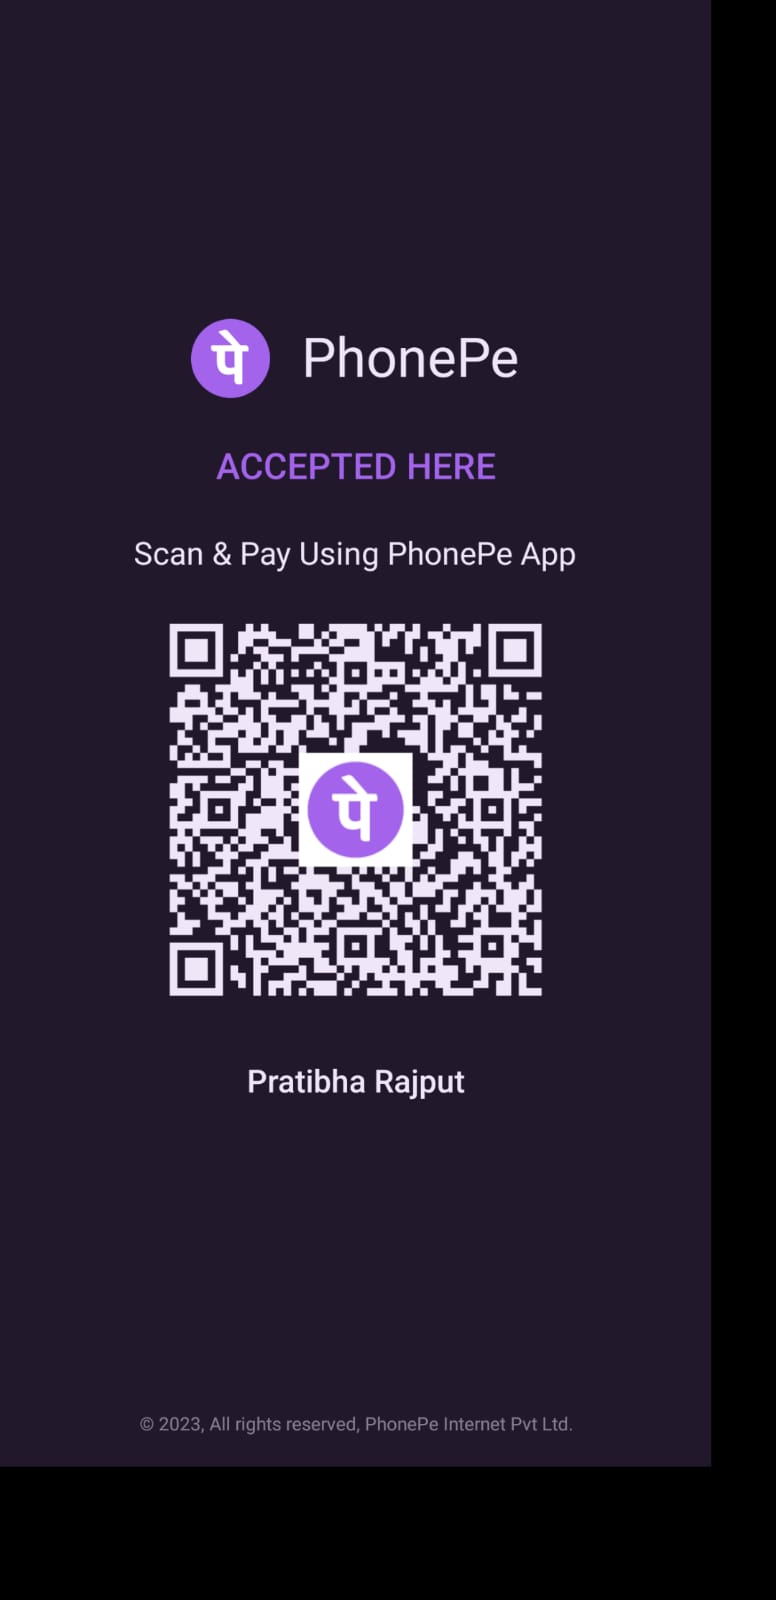 पे PhonePe
ACCEPTED HERE
Scan & Pay Using PhonePe App
पे
Pratibha Rajput
© 2023, All rights reserved, PhonePe Internet Pvt Ltd.